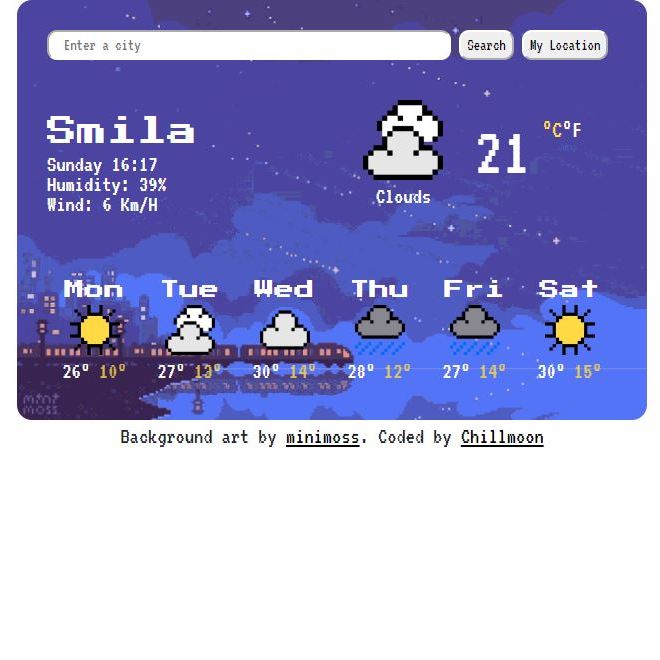 Enter a city
Search
My Location
Smila
Sunday 16:17
Humidity: 39%
Wind: 6 Km/H
Clouds
21 °C°F
Mon Tue Wed Thu Fri Sat
26° 10° 27° 13° 30° 14° 28° 12° 27° 14° 30° 15°
mini
moss
Background art by minimoss. Coded by Chillmoon